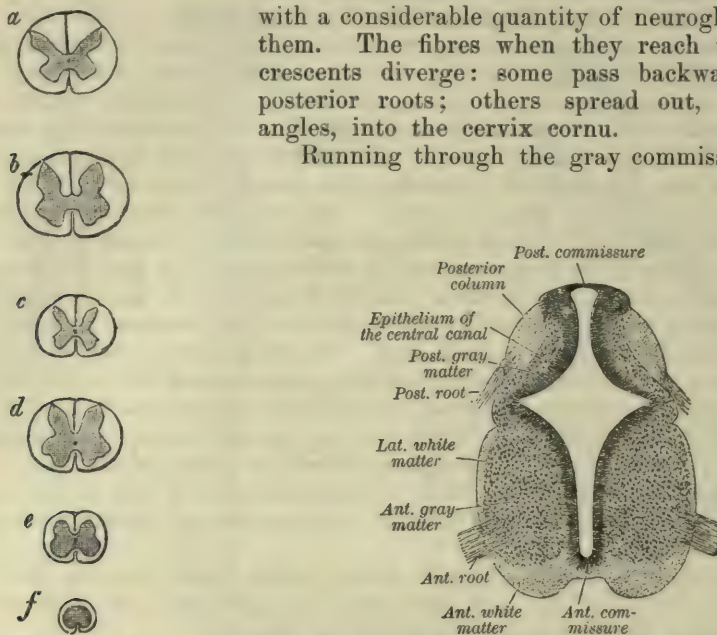 with a considerable quantity of neurogl
them. The fibres when they reach
crescents diverge: some pass backwa
posterior roots; others spread out,
angles, into the cervix cornu.
Running through the gray commis
a
b
c
d
e
f
Post. commissure
Posterior
column
Epithelium of
the central canal
Post. gray
matter
Post. root
Lat. white
matter
Ant. gray
matter
Ant. root
Ant. white
matter
Ant. com-
missure